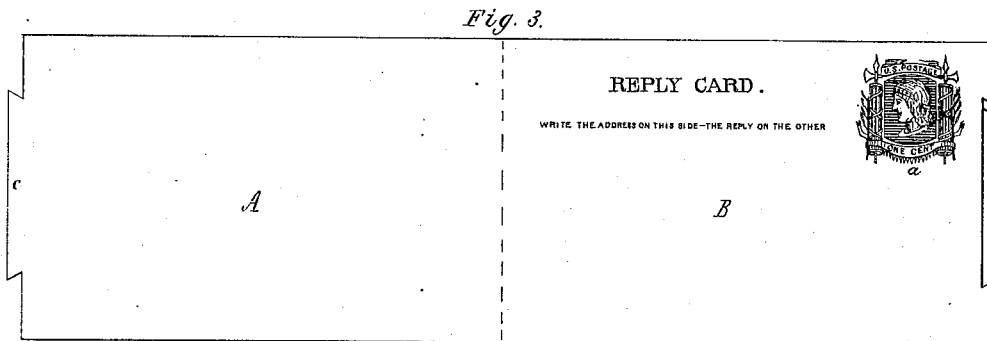 Fig. 3.
U.S. POSTAGE
REPLY CARD.
WRITE THE ADDRESS ON THIS SIDE—THE REPLY ON THE OTHER
ONE CENT
a
c
A
B